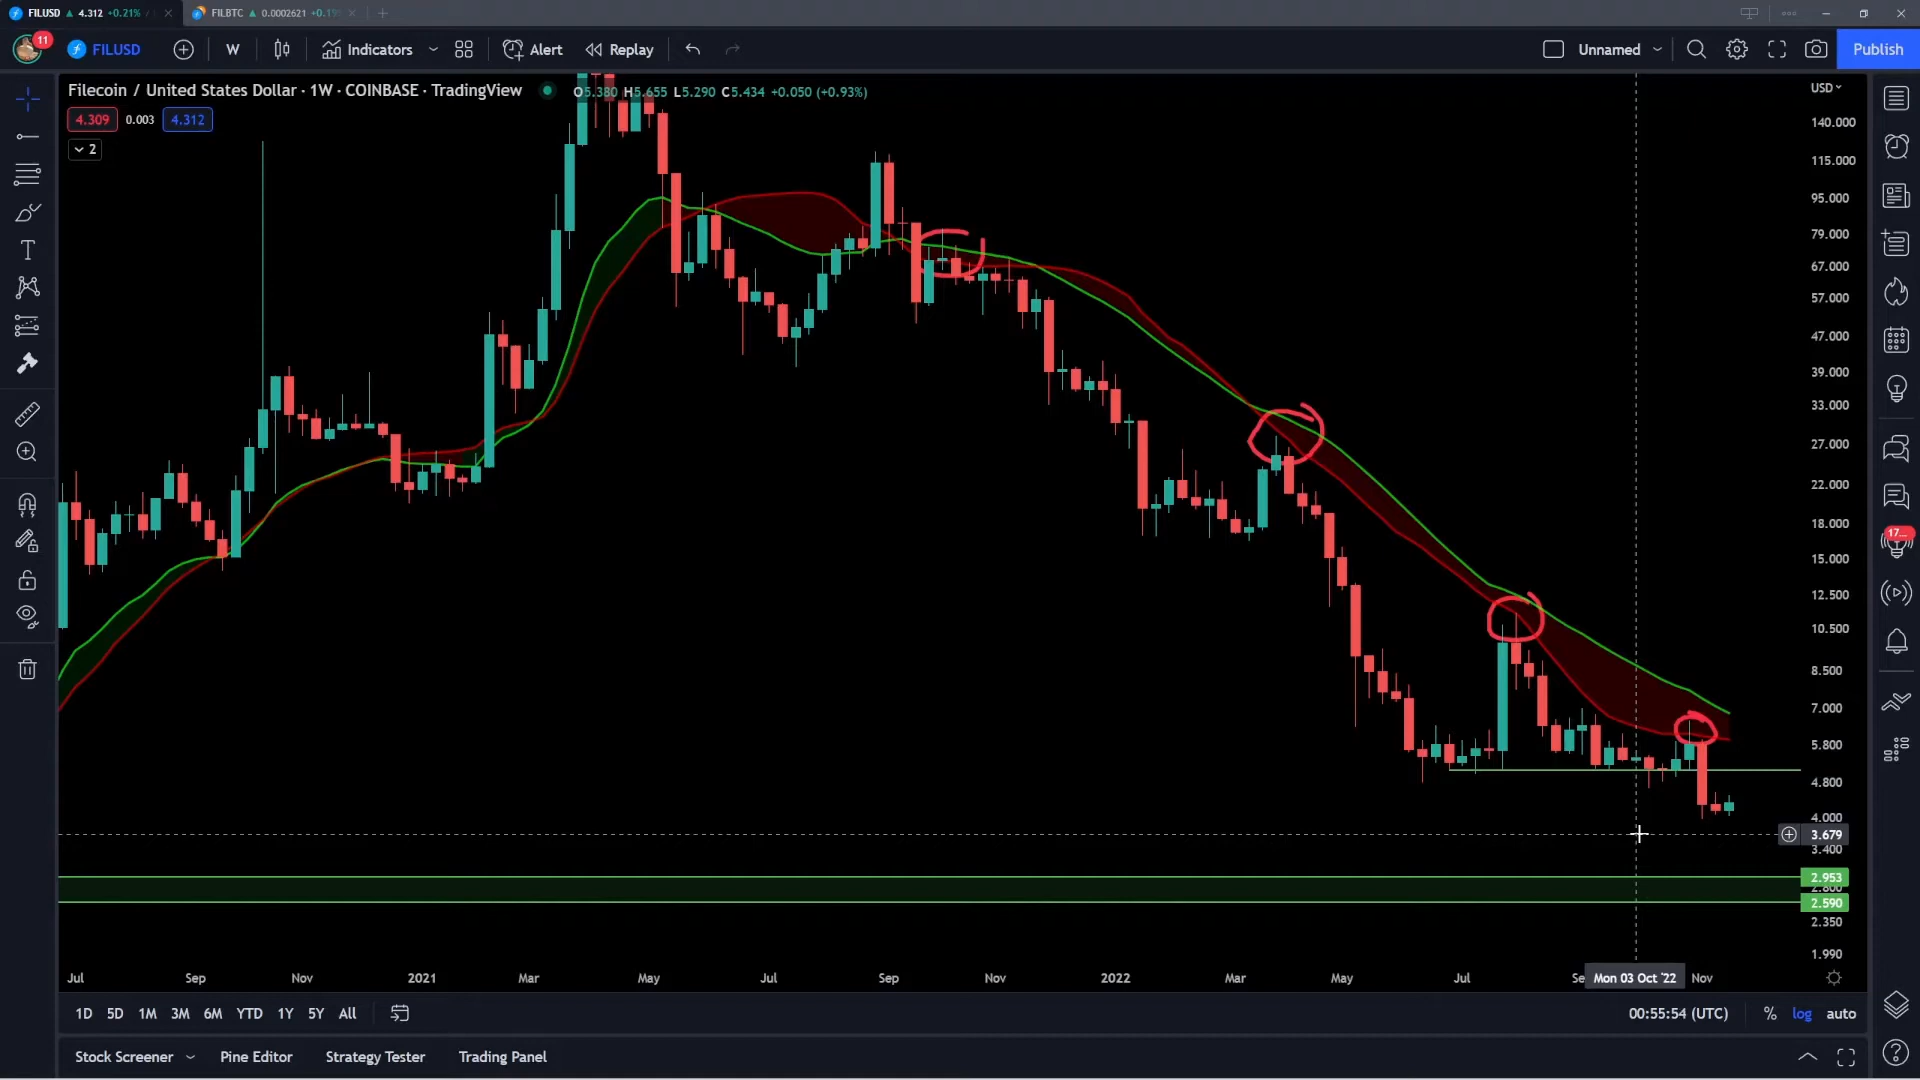 FILUSD ▲ 4.312 +0.21% /
FILBTC ▲ 0.0002621 +0.19
11
FILUSD
W
Indicators
Alert
Replay
Unnamed
Publish
Filecoin / United States Dollar · 1W · COINBASE · TradingView
O5.380 H5.655 L5.290 C5.434 +0.050 (+0.93%)
4.309 0.003 4.312
2
USD
140.000
115.000
95.000
79.000
67.000
57.000
47.000
39.000
33.000
27.000
22.000
18.000
15.000
12.500
10.500
8.500
7.000
5.800
4.800
4.000
3.679
3.400
2.953
2.800
2.590
2.350
1.990
17...
Jul Sep Nov 2021 Mar May Jul Sep Nov 2022 Mar May Jul Se Mon 03 Oct '22 Nov
1D 5D 1M 3M 6M YTD 1Y 5Y All
00:55:54 (UTC) % log auto
Stock Screener Pine Editor Strategy Tester Trading Panel